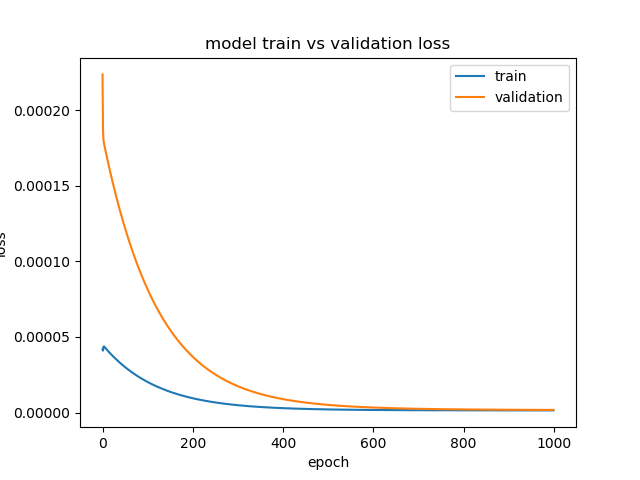 model train vs validation loss
train
validation
0.00020
0.00015
0.00010
0.00005
0.00000
loss
0 200 400 600 800 1000
epoch